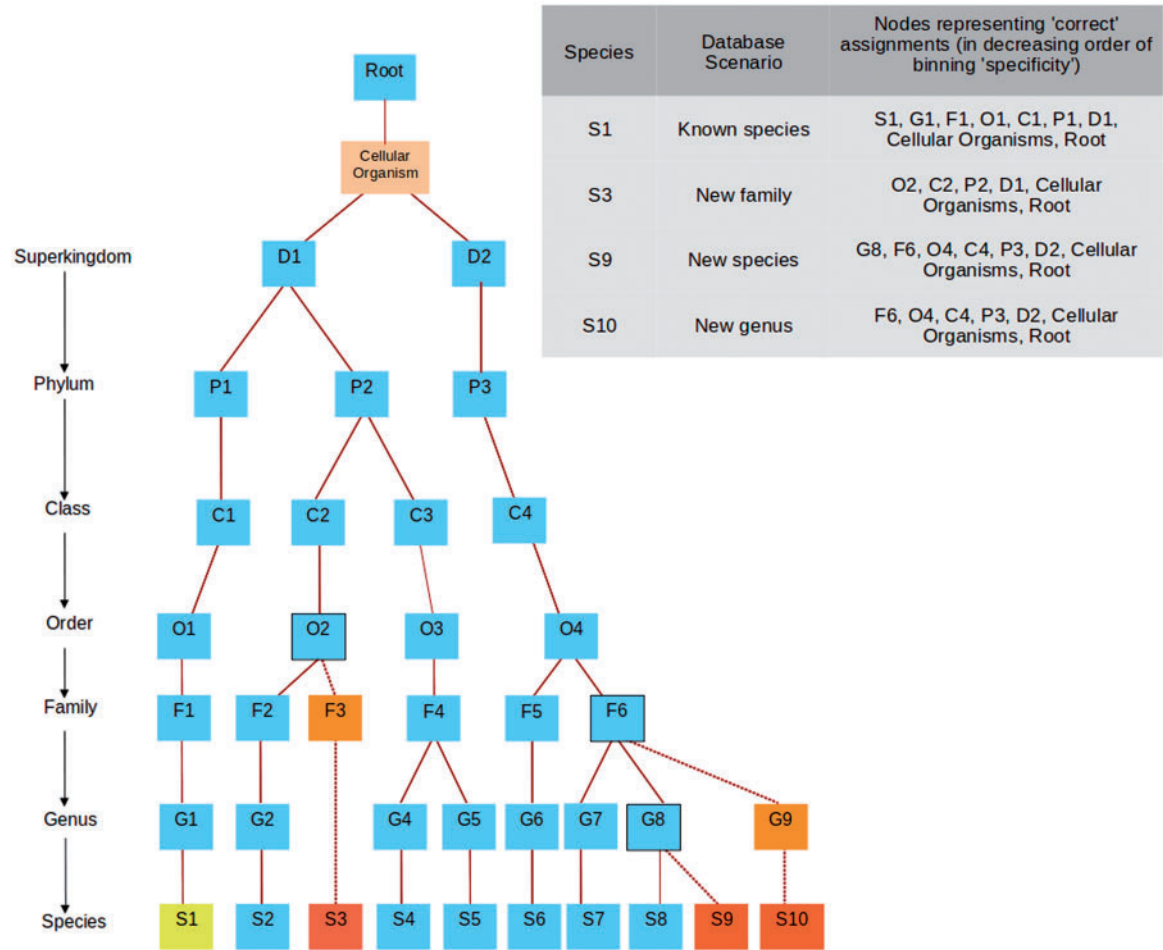 Root
Cellular
Organism
Superkingdom
D1
D2
Phylum
P1
P2
P3
Class
C1
C2
C3
C4
Order
O1
O2
O3
O4
Family
F1
F2
F3
F4
F5
F6
Genus
G1
G2
G4
G5
G6
G7
G8
G9
Species
S1
S2
S3
S4
S5
S6
S7
S8
S9
S10
Species
Database
Scenario
Nodes representing 'correct'
assignments (in decreasing order of
binning 'specificity')
S1
Known species
S1, G1, F1, O1, C1, P1, D1,
Cellular Organisms, Root
S3
New family
O2, C2, P2, D1, Cellular
Organisms, Root
S9
New species
G8, F6, O4, C4, P3, D2, Cellular
Organisms, Root
S10
New genus
F6, O4, C4, P3, D2, Cellular
Organisms, Root